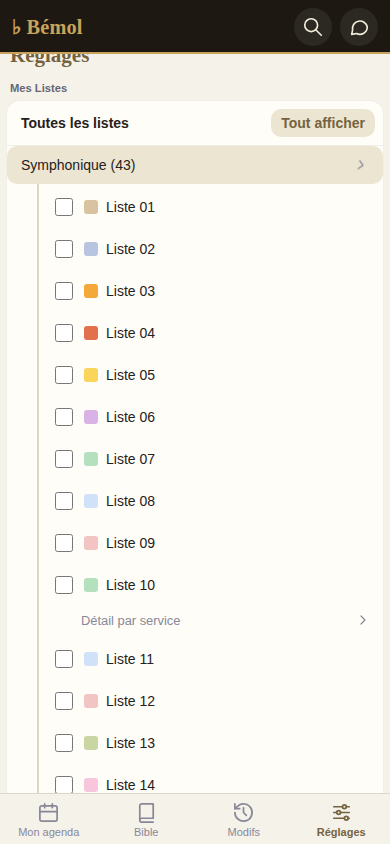 ♭ Bémol
Réglages
Mes Listes
Toutes les listes
Tout afficher
Symphonique (43)
Liste 01
Liste 02
Liste 03
Liste 04
Liste 05
Liste 06
Liste 07
Liste 08
Liste 09
Liste 10
Détail par service
Liste 11
Liste 12
Liste 13
Liste 14
Mon agenda
Bible
Modifs
Réglages